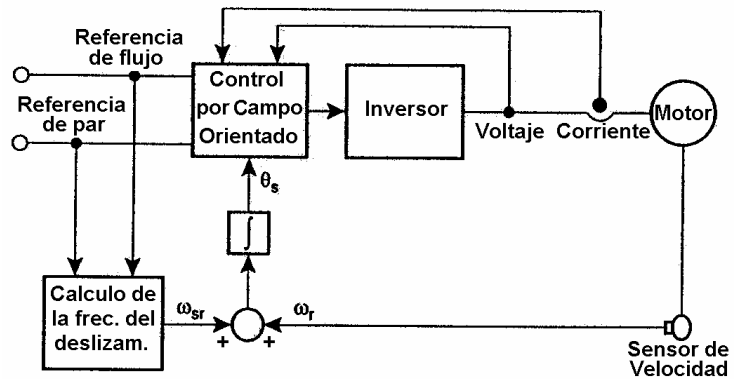 Referencia
de flujo
Referencia
de par
Control
por Campo
Orientado
Inversor
Voltaje
Corriente
Motor
θs
∫
Calculo de
la frec. del
deslizam.
ωsr
+
+
ωr
Sensor de
Velocidad